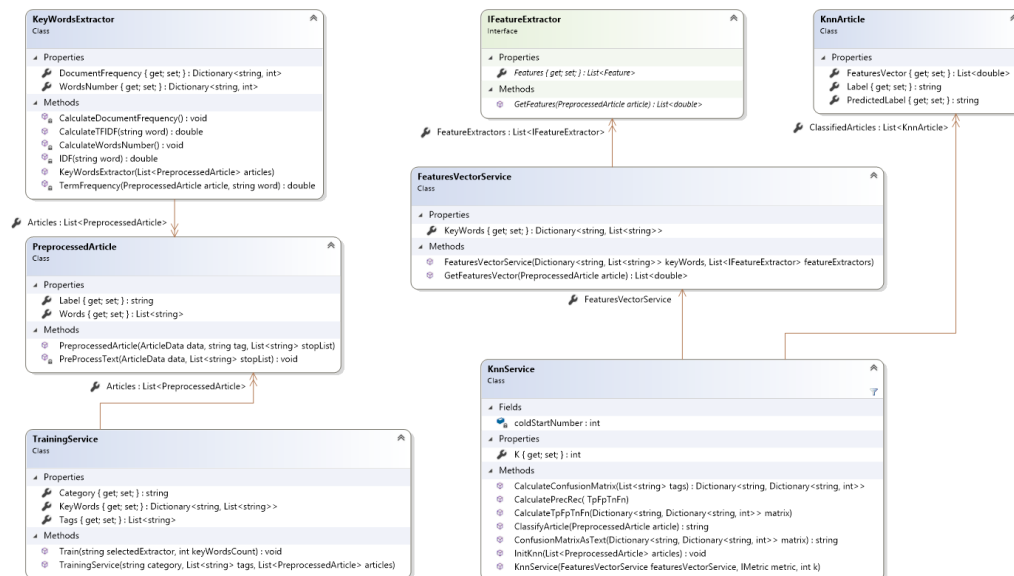 KeyWordsExtractor
Class
Properties
DocumentFrequency { get; set; } : Dictionary<string, int>
WordsNumber { get; set; } : Dictionary<string, int>
Methods
CalculateDocumentFrequency() : void
CalculateTFIDF(string word) : double
CalculateWordsNumber() : void
IDF(string word) : double
KeyWordsExtractor(List<PreprocessedArticle> articles)
TermFrequency(PreprocessedArticle article, string word) : double
Articles : List<PreprocessedArticle>
PreprocessedArticle
Class
Properties
Label { get; set; } : string
Words { get; set; } : List<string>
Methods
PreprocessedArticle(ArticleData data, string tag, List<string> stopList)
PreProcessText(ArticleData data, List<string> stopList) : void
Articles : List<PreprocessedArticle>
TrainingService
Class
Properties
Category { get; set; } : string
KeyWords { get; set; } : Dictionary<string, List<string>>
Tags { get; set; } : List<string>
Methods
Train(string selectedExtractor, int keyWordsCount) : void
TrainingService(string category, List<string> tags, List<PreprocessedArticle> articles)
IFeatureExtractor
Interface
Properties
Features { get; set; } : List<Feature>
Methods
GetFeatures(PreprocessedArticle article) : List<double>
FeatureExtractors : List<IFeatureExtractor>
FeaturesVectorService
Class
Properties
KeyWords { get; set; } : Dictionary<string, List<string>>
Methods
FeaturesVectorService(Dictionary<string, List<string>> keyWords, List<IFeatureExtractor> featureExtractors)
GetFeaturesVector(PreprocessedArticle article) : List<double>
FeaturesVectorService
KnnService
Class
Fields
coldStartNumber : int
Properties
K { get; set; } : int
Methods
CalculateConfusionMatrix(List<string> tags) : Dictionary<string, Dictionary<string, int>>
CalculatePrecRec( TpFpTnFn)
CalculateTpFpTnFn(Dictionary<string, Dictionary<string, int>> matrix)
ClassifyArticle(PreprocessedArticle article) : string
ConfusionMatrixAsText(Dictionary<string, Dictionary<string, int>> matrix) : string
InitKnn(List<PreprocessedArticle> articles) : void
KnnService(FeaturesVectorService featuresVectorService, IMetric metric, int k)
KnnArticle
Class
Properties
FeaturesVector { get; set; } : List<double>
Label { get; set; } : string
PredictedLabel { get; set; } : string
ClassifiedArticles : List<KnnArticle>